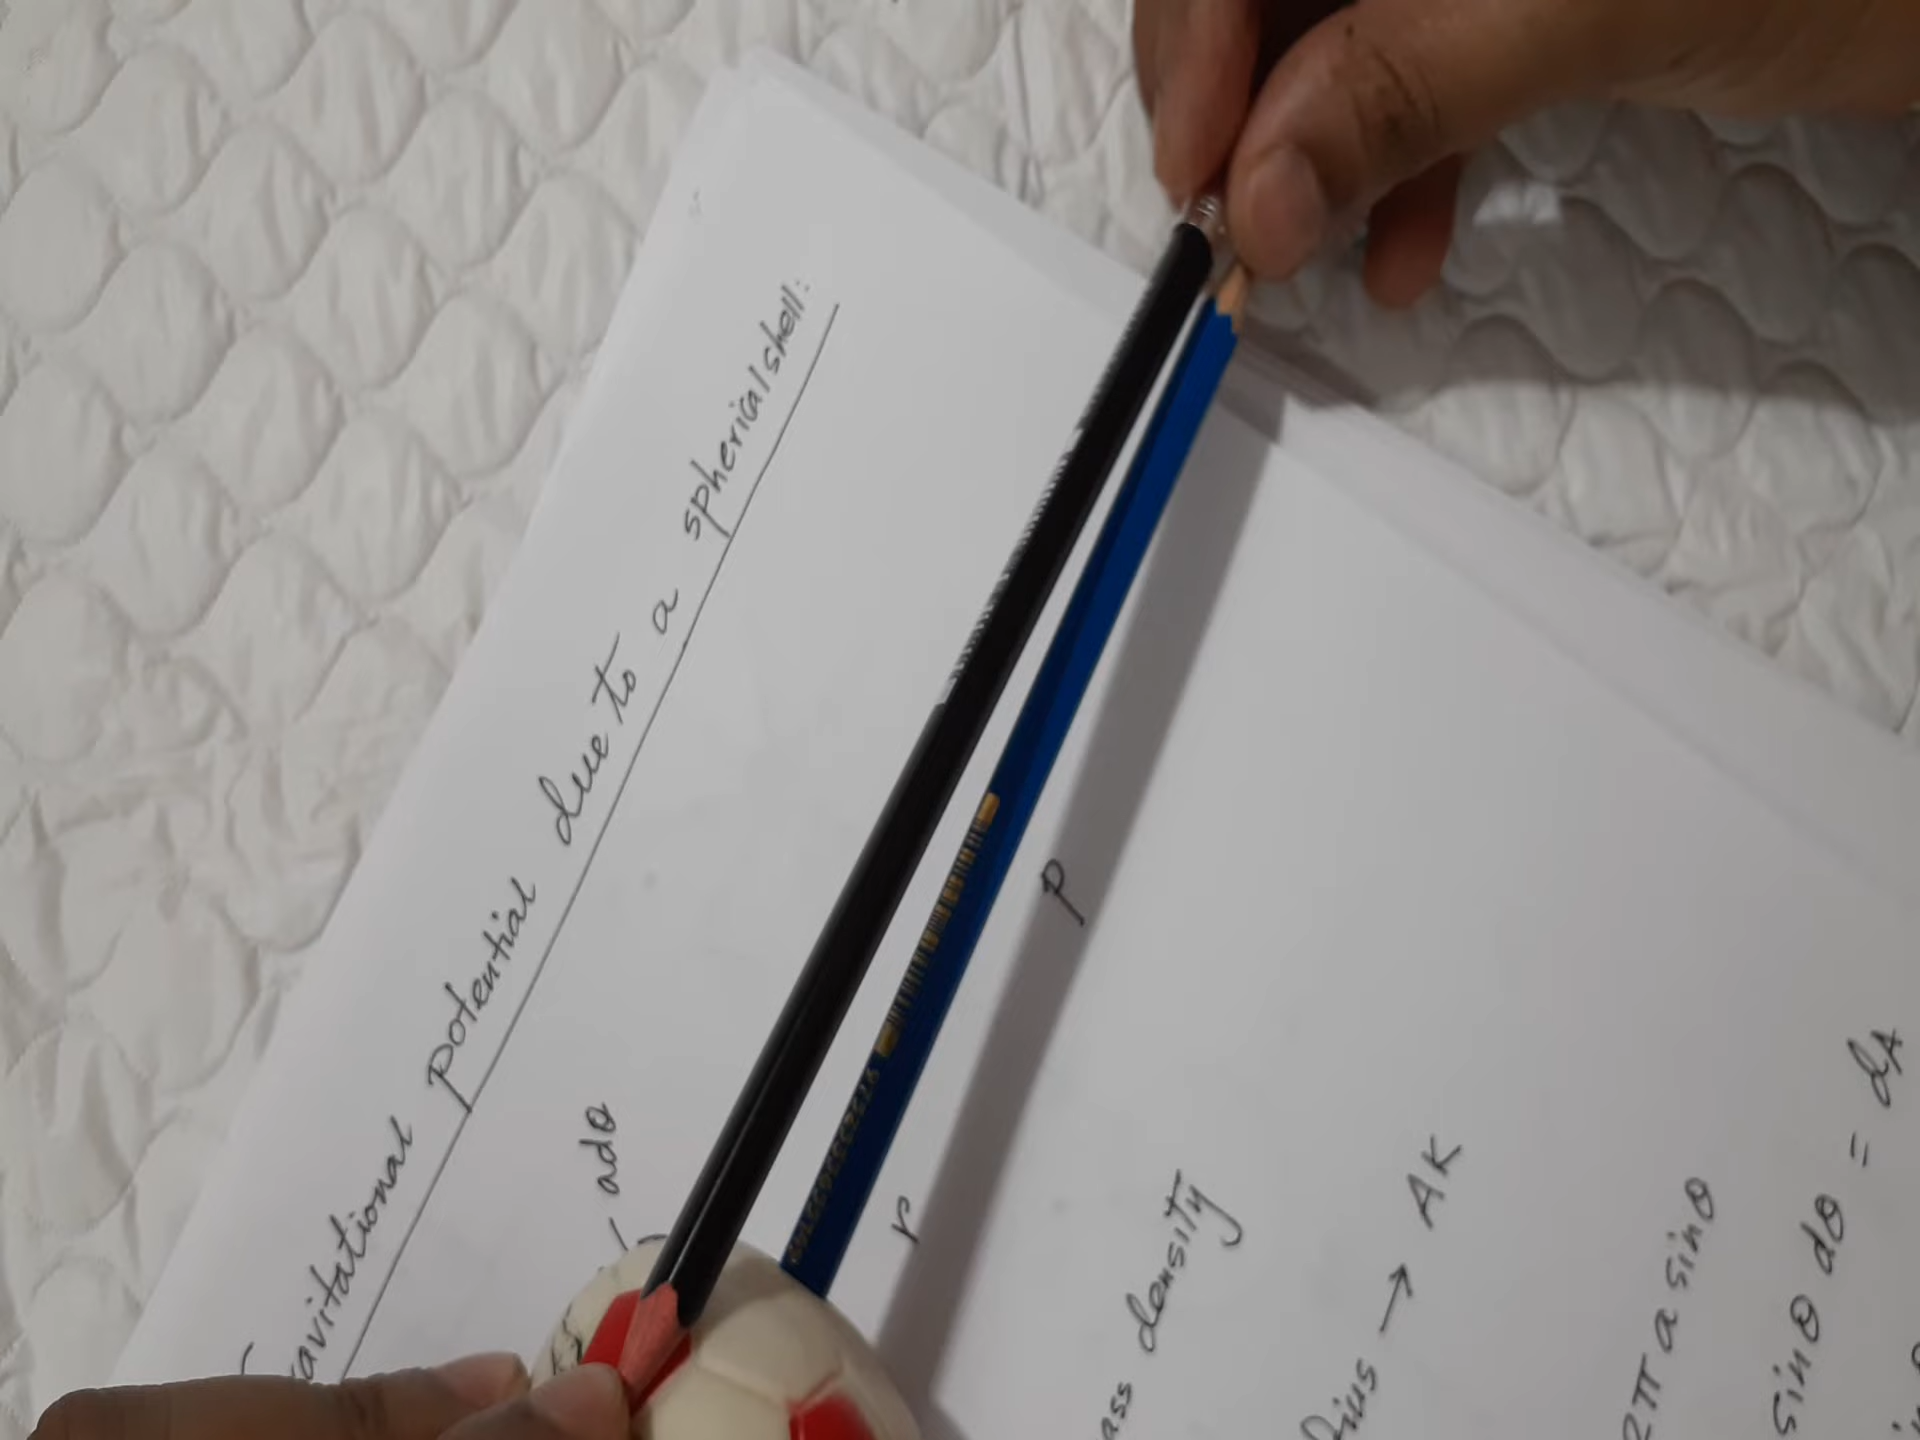 avitational potential due to a spherical shell:
adθ
P
r
ass density
dius → AK
2π a sinθ
sinθ dθ = dA